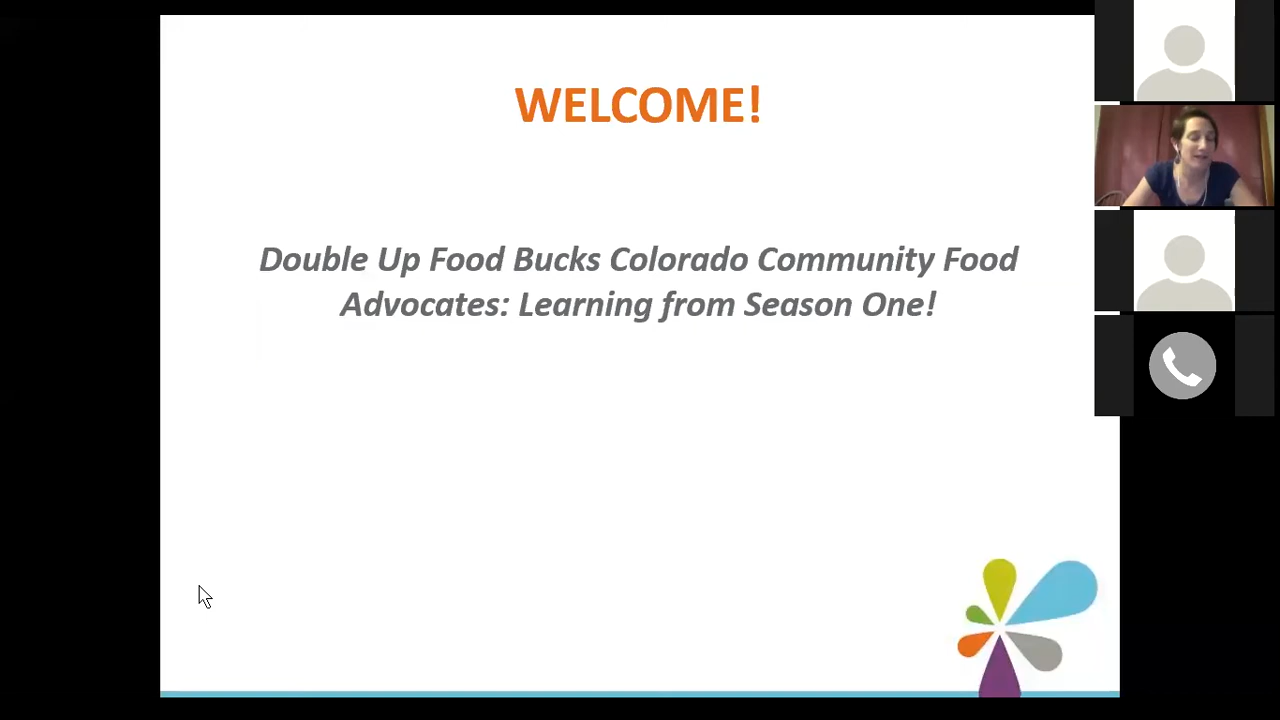 WELCOME!
Double Up Food Bucks Colorado Community Food
Advocates: Learning from Season One!